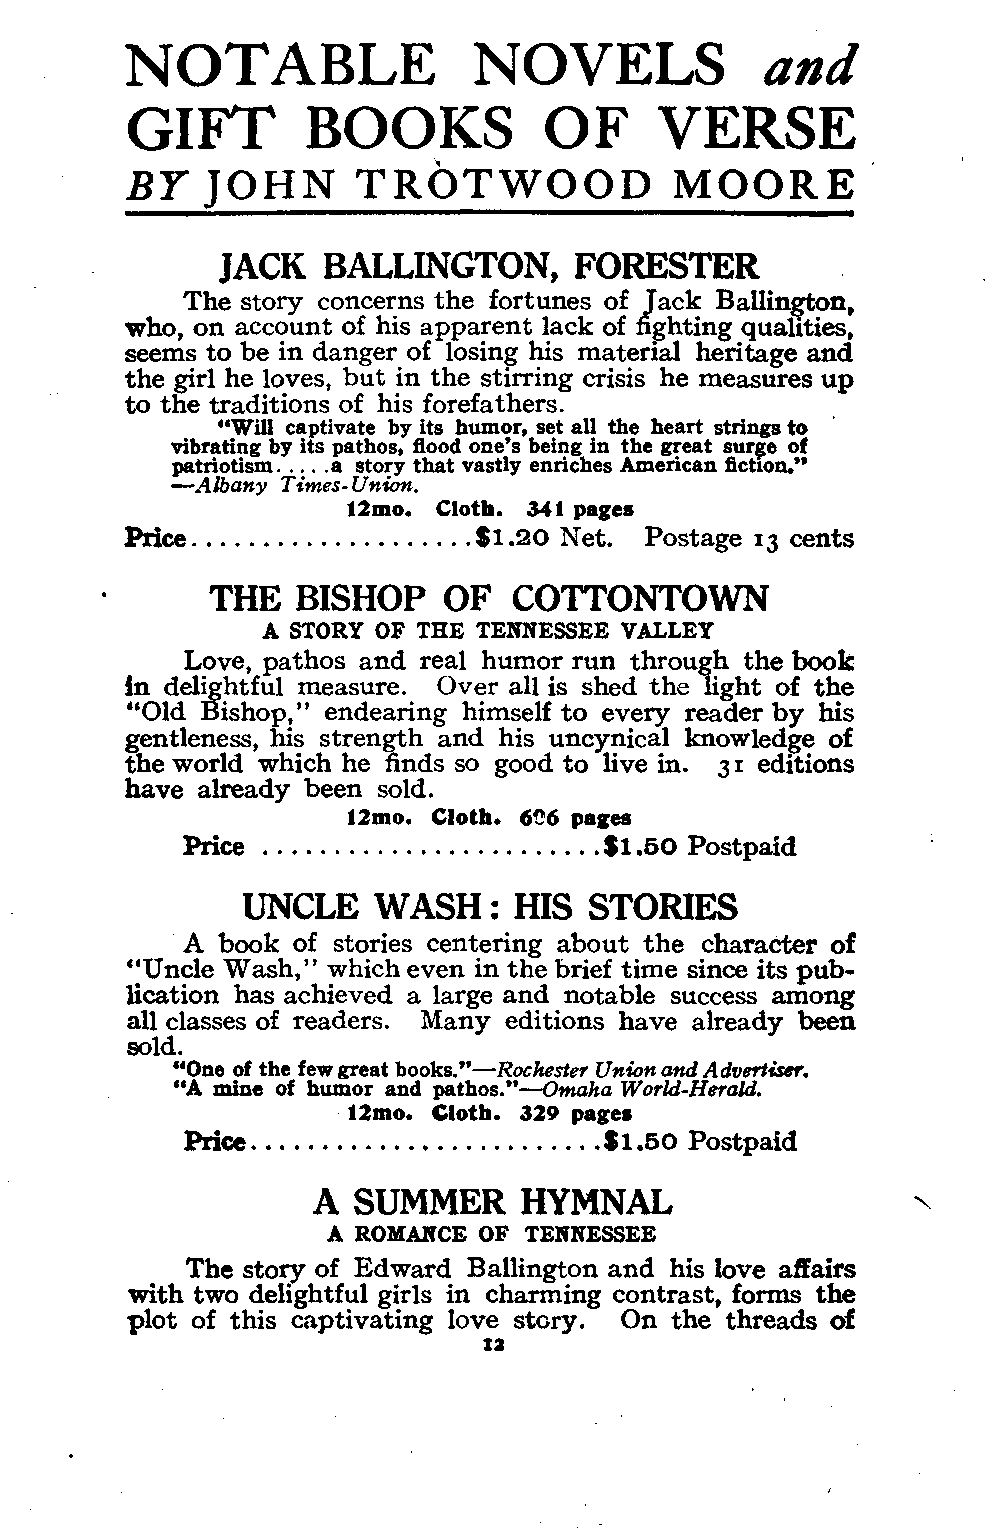 NOTABLE NOVELS and
GIFT BOOKS OF VERSE
BY JOHN TROTWOOD MOORE
JACK BALLINGTON, FORESTER
The story concerns the fortunes of Jack Ballington,
who, on account of his apparent lack of fighting qualities,
seems to be in danger of losing his material heritage and
the girl he loves, but in the stirring crisis he measures up
to the traditions of his forefathers.
"Will captivate by its humor, set all the heart strings to
vibrating by its pathos, flood one's being in the great surge of
patriotism.....a story that vastly enriches American fiction."
—Albany Times-Union.
12mo. Cloth. 341 pages
Price....................$1.20 Net. Postage 13 cents
THE BISHOP OF COTTONTOWN
A STORY OF THE TENNESSEE VALLEY
Love, pathos and real humor run through the book
in delightful measure. Over all is shed the light of the
"Old Bishop," endearing himself to every reader by his
gentleness, his strength and his uncynical knowledge of
the world which he finds so good to live in. 31 editions
have already been sold.
12mo. Cloth. pages
Price ........................$1.50 Postpaid
UNCLE WASH: HIS STORIES
A book of stories centering about the character of
"Uncle Wash," which even in the brief time since its pub-
lication has achieved a large and notable success among
all classes of readers. Many editions have already been
sold.
"One of the few great books."—Rochester Union and Advertiser.
"A mine of humor and pathos."—Omaha World-Herald.
12mo. Cloth. 329 pages
Price.........................$1.50 Postpaid
A SUMMER HYMNAL
A ROMANCE OF TENNESSEE
The story of Edward Ballington and his love affairs
with two delightful girls in charming contrast, forms the
plot of this captivating love story. On the threads of
12